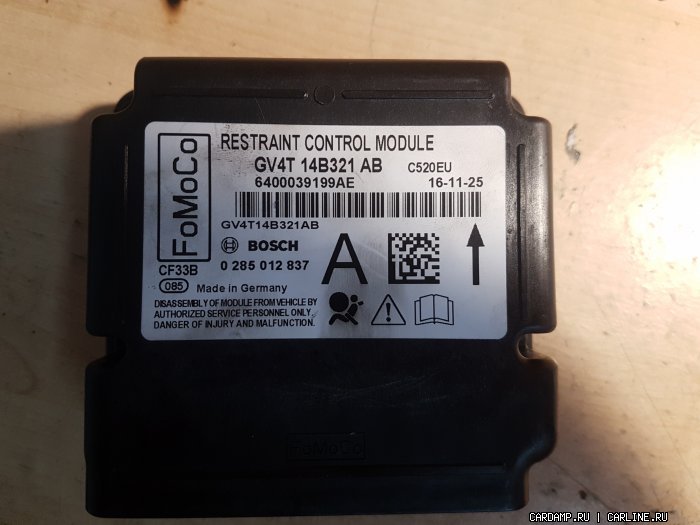 FoMoCo
RESTRAINT CONTROL MODULE
GV4T 14B321 AB
C520EU
6400039199AE
16-11-25
GV4T14B321AB
BOSCH
0 285 012 837
A
CF33B
085
Made in Germany
DISASSEMBLY OF MODULE FROM VEHICLE BY
AUTHORIZED SERVICE PERSONNEL ONLY.
DANGER OF INJURY AND MALFUNCTION.
FoMoCo
CARDAMP.RU | CARLINE.RU